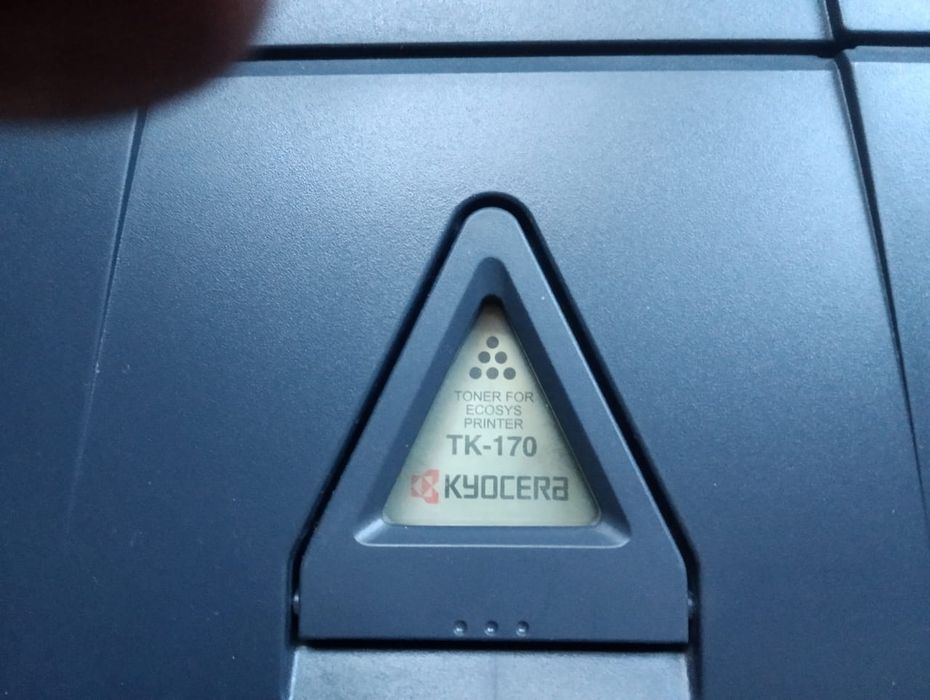 TONER FOR
ECOSYS
PRINTER
TK-170
KYOCERA